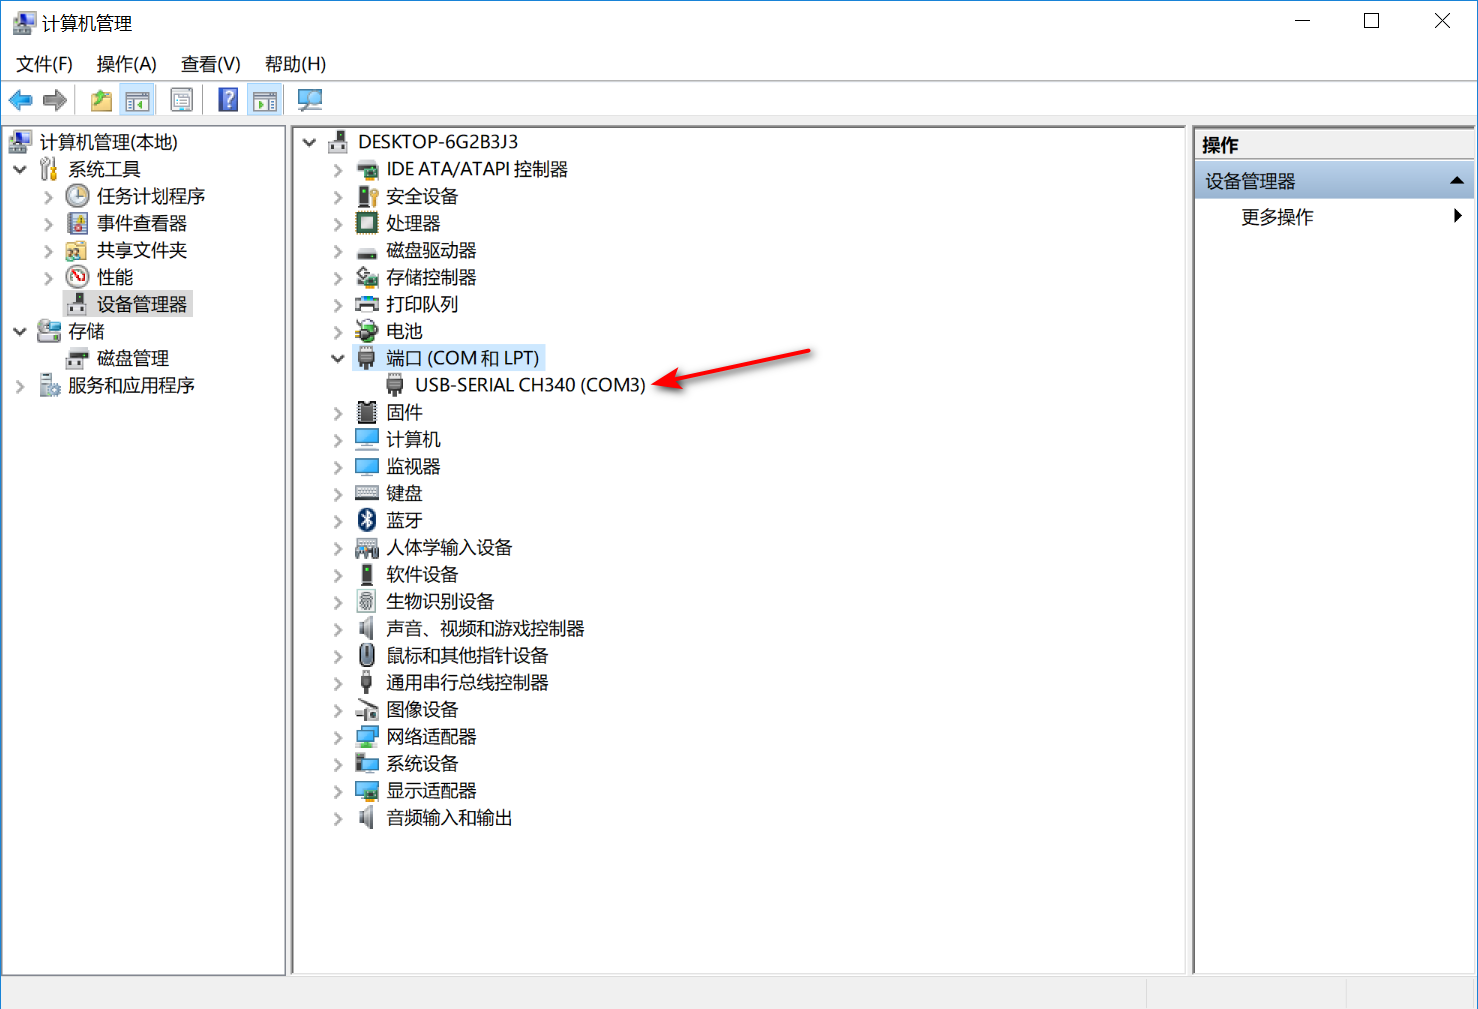 计算机管理
文件(F) 操作(A) 查看(V) 帮助(H)
计算机管理(本地)
系统工具
任务计划程序
事件查看器
共享文件夹
性能
设备管理器
存储
磁盘管理
服务和应用程序
DESKTOP-6G2B3J3
IDE ATA/ATAPI 控制器
安全设备
处理器
磁盘驱动器
存储控制器
打印队列
电池
端口 (COM 和 LPT)
USB-SERIAL CH340 (COM3)
固件
计算机
监视器
键盘
蓝牙
人体学输入设备
软件设备
生物识别设备
声音、视频和游戏控制器
鼠标和其他指针设备
通用串行总线控制器
图像设备
网络适配器
系统设备
显示适配器
音频输入和输出
操作
设备管理器
更多操作